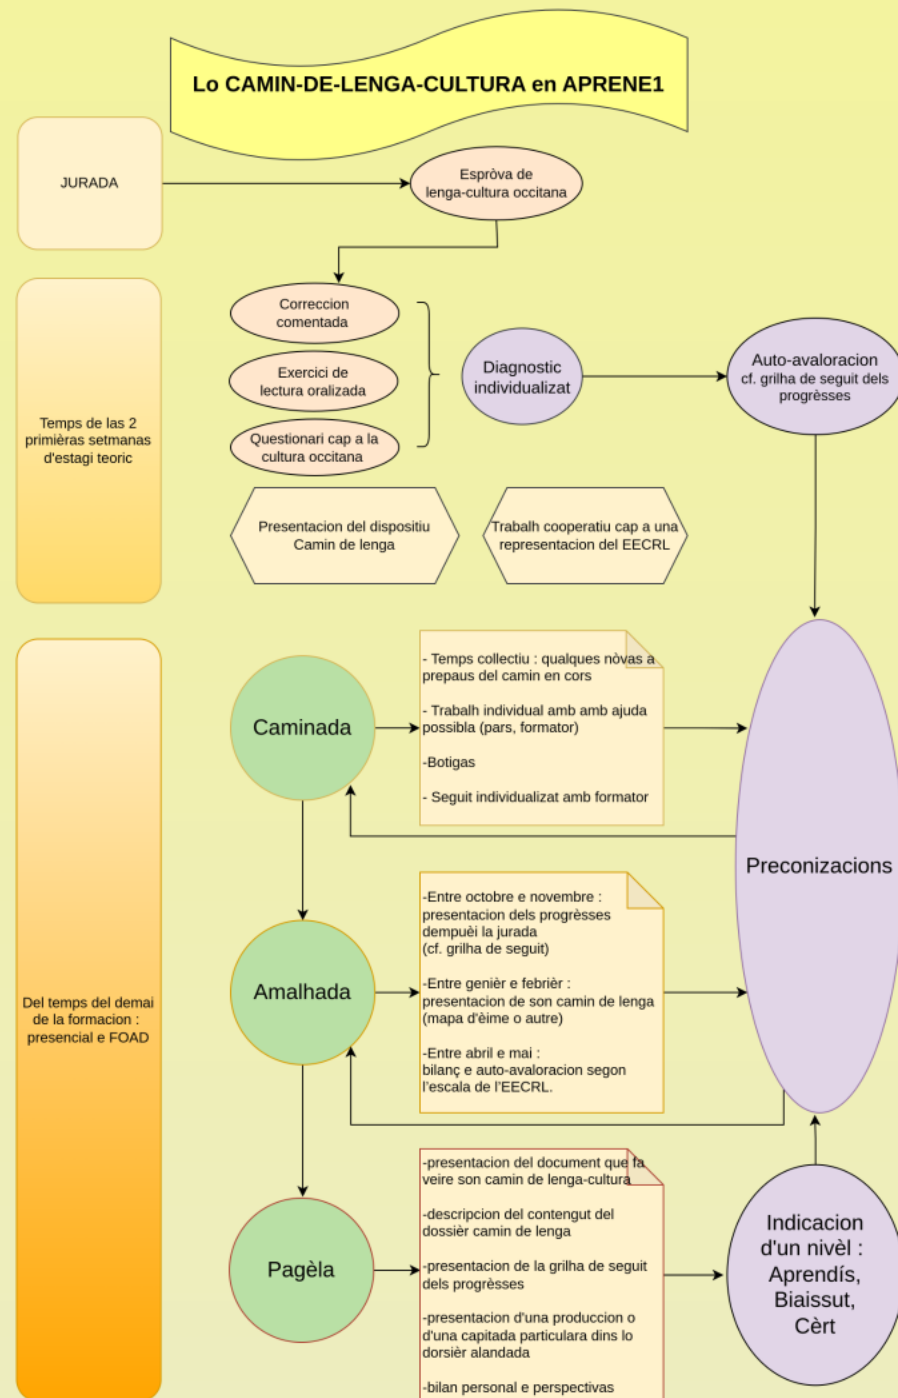 Lo CAMIN-DE-LENGA-CULTURA en APRENE1
JURADA
Espròva de
lenga-cultura occitana
Temps de las 2
primièras setmanas
d'estagi teoric
Correccion
comentada
Exercici de
lectura oralizada
Questionari cap a la
cultura occitana
Diagnostic
individualizat
Auto-avaloracion
cf. grilha de seguit dels
progrèsses
Presentacion del dispositiu
Camin de lenga
Trabalh cooperatiu cap a una
representacion del EECRL
Del temps del demai
de la formacion :
presencial e FOAD
Caminada
- Temps collectiu : qualques nòvas a
prepaus del camin en cors
- Trabalh individual amb amb ajuda
possibla (pars, formator)
-Botigas
- Seguit individualizat amb formator
Preconizacions
Amalhada
-Entre octobre e novembre :
presentacion dels progrèsses
dempuèi la jurada
(cf. grilha de seguit)
-Entre genièr e febrièr :
presentacion de son camin de lenga
(mapa d'èime o autre)
-Entre abril e mai :
bilanç e auto-avaloracion segon
l'escala de l'EECRL.
Pagèla
-presentacion del document que fa
veire son camin de lenga-cultura
-descripcion del contengut del
dossièr camin de lenga
-presentacion de la grilha de seguit
dels progrèsses
-presentacion d'una produccion o
d'una capitada particulara dins lo
dorsièr alandada
-bilan personal e perspectivas
Indicacion
d'un nivèl :
Aprendís,
Biaissut,
Cèrt